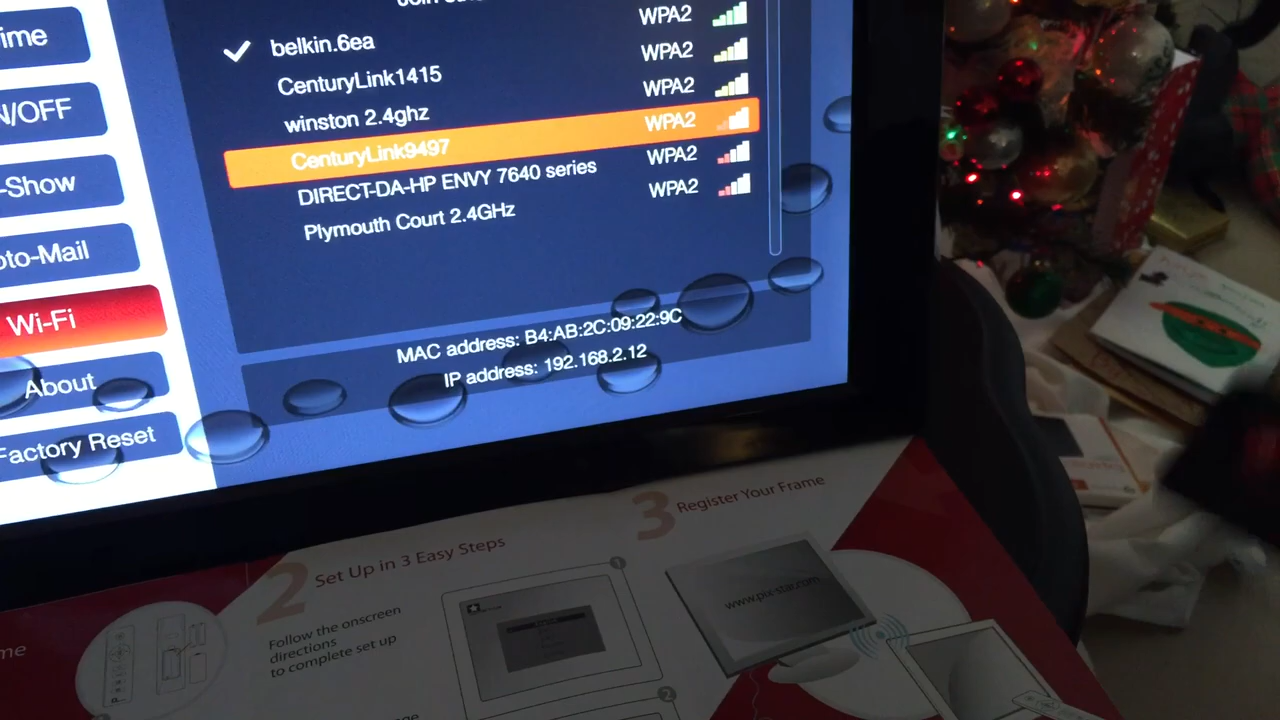 ime
N/OFF
-Show
oto-Mail
Wi-Fi
About
Factory Reset
WPA2
belkin.6ea WPA2
CenturyLink1415 WPA2
winston 2.4ghz WPA2
CenturyLink9497 WPA2
DIRECT-DA-HP ENVY 7640 series WPA2
Plymouth Court 2.4GHz
MAC address: B4:AB:2C:09:22:9C
IP address: 192.168.2.12
me
2 Set Up in 3 Easy Steps
Follow the onscreen
directions
to complete set up
1
2
3 Register Your Frame
www.pix-star.com